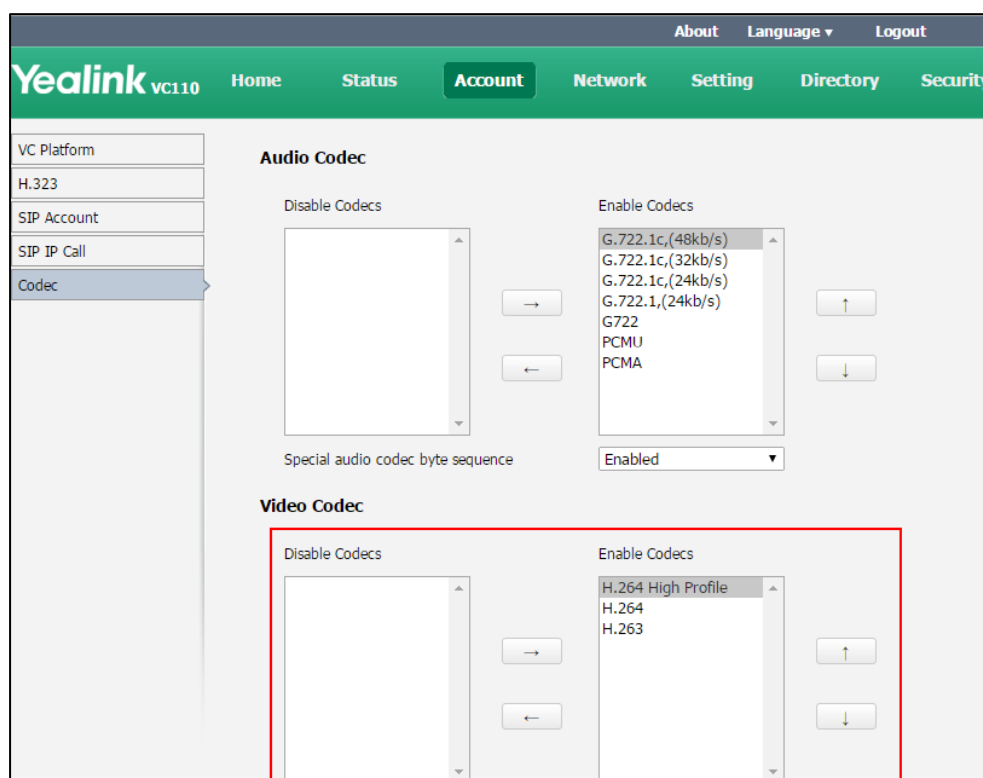 About Language ▾ Logout
Yealink VC110 Home Status Account Network Setting Directory Security
VC Platform
H.323
SIP Account
SIP IP Call
Codec
Audio Codec
Disable Codecs Enable Codecs
G.722.1c,(48kb/s)
G.722.1c,(32kb/s)
G.722.1c,(24kb/s)
G.722.1,(24kb/s)
G722
PCMU
PCMA
→
←
↑
↓
Special audio codec byte sequence Enabled
Video Codec
Disable Codecs Enable Codecs
H.264 High Profile
H.264
H.263
→
←
↑
↓